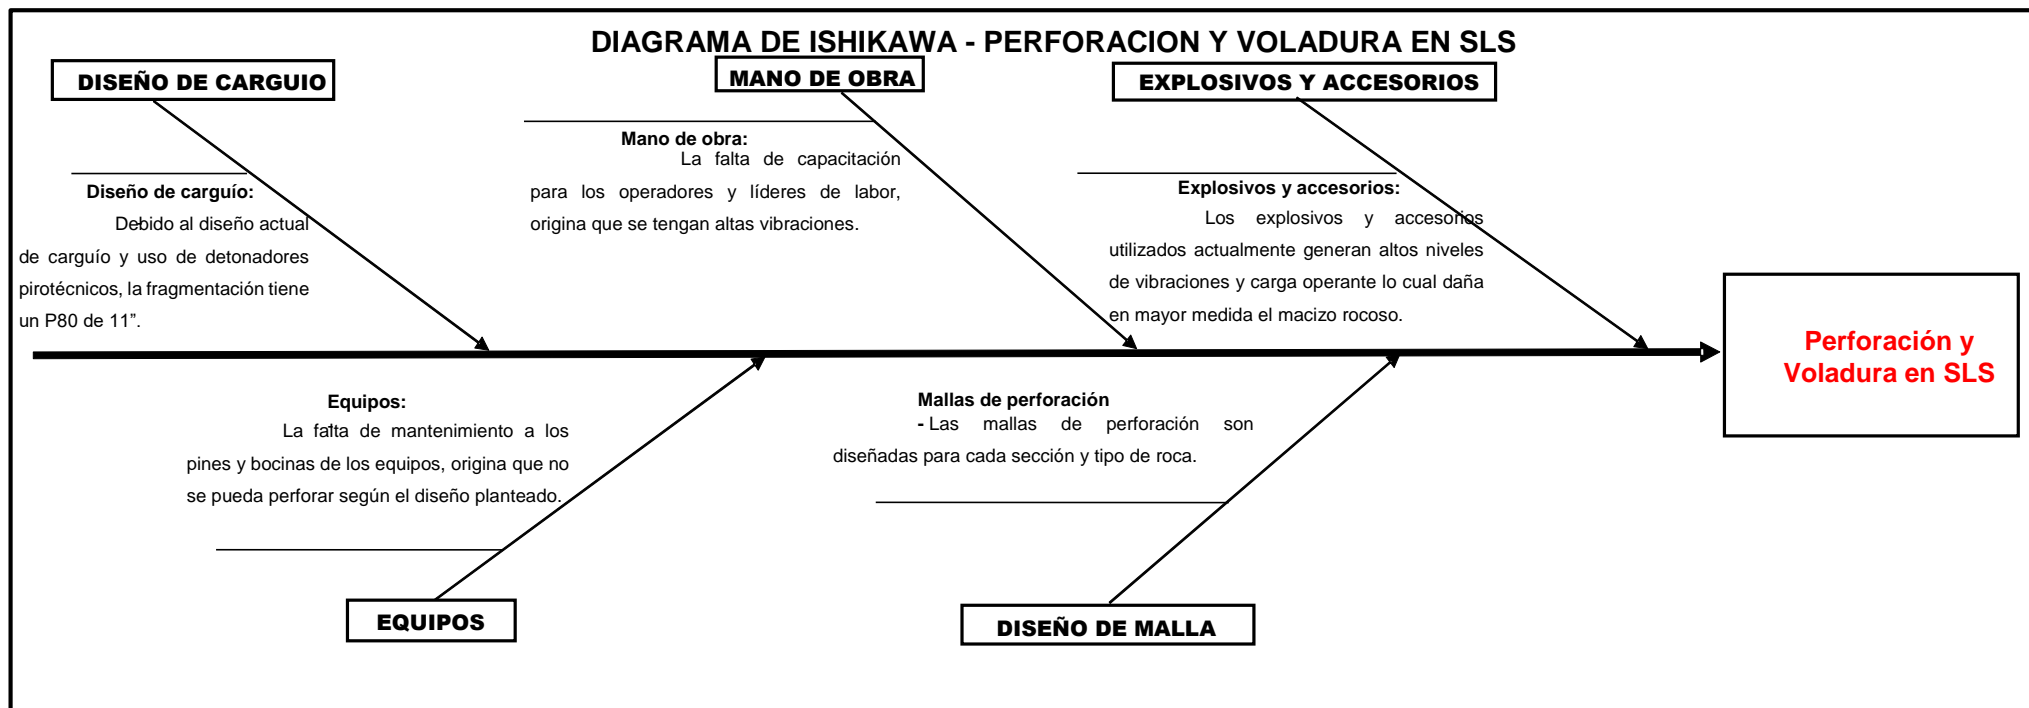 DIAGRAMA DE ISHIKAWA - PERFORACION Y VOLADURA EN SLS
DISEÑO DE CARGUIO
MANO DE OBRA
EXPLOSIVOS Y ACCESORIOS
Diseño de carguío:
Debido al diseño actual
de carguío y uso de detonadores
pirotécnicos, la fragmentación tiene
un P80 de 11”.
Mano de obra:
La falta de capacitación
para los operadores y líderes de labor,
origina que se tengan altas vibraciones.
Explosivos y accesorios:
Los explosivos y accesorios
utilizados actualmente generan altos niveles
de vibraciones y carga operante lo cual daña
en mayor medida el macizo rocoso.
Perforación y
Voladura en SLS
Equipos:
La falta de mantenimiento a los
pines y bocinas de los equipos, origina que no
se pueda perforar según el diseño planteado.
Mallas de perforación
- Las mallas de perforación son
diseñadas para cada sección y tipo de roca.
EQUIPOS
DISEÑO DE MALLA